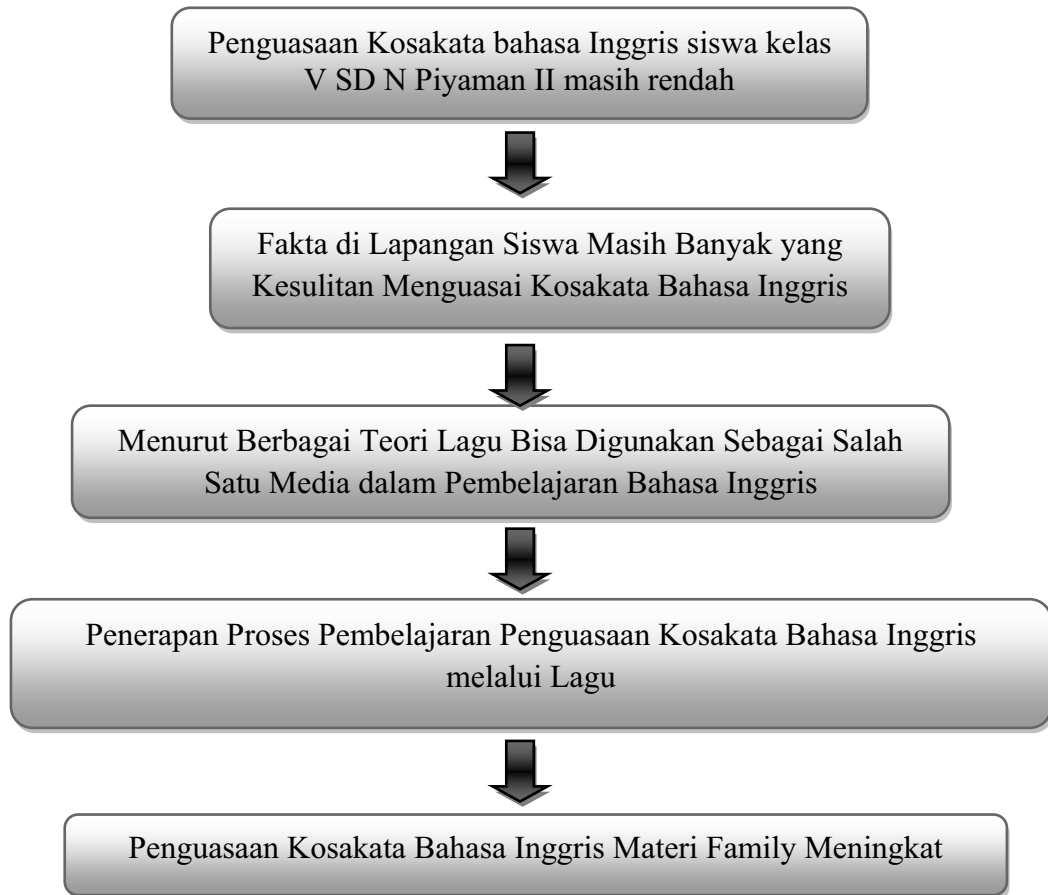 Penguasaan Kosakata bahasa Inggris siswa kelas
V SD N Piyaman II masih rendah
Fakta di Lapangan Siswa Masih Banyak yang
Kesulitan Menguasai Kosakata Bahasa Inggris
Menurut Berbagai Teori Lagu Bisa Digunakan Sebagai Salah
Satu Media dalam Pembelajaran Bahasa Inggris
Penerapan Proses Pembelajaran Penguasaan Kosakata Bahasa Inggris
melalui Lagu
Penguasaan Kosakata Bahasa Inggris Materi Family Meningkat